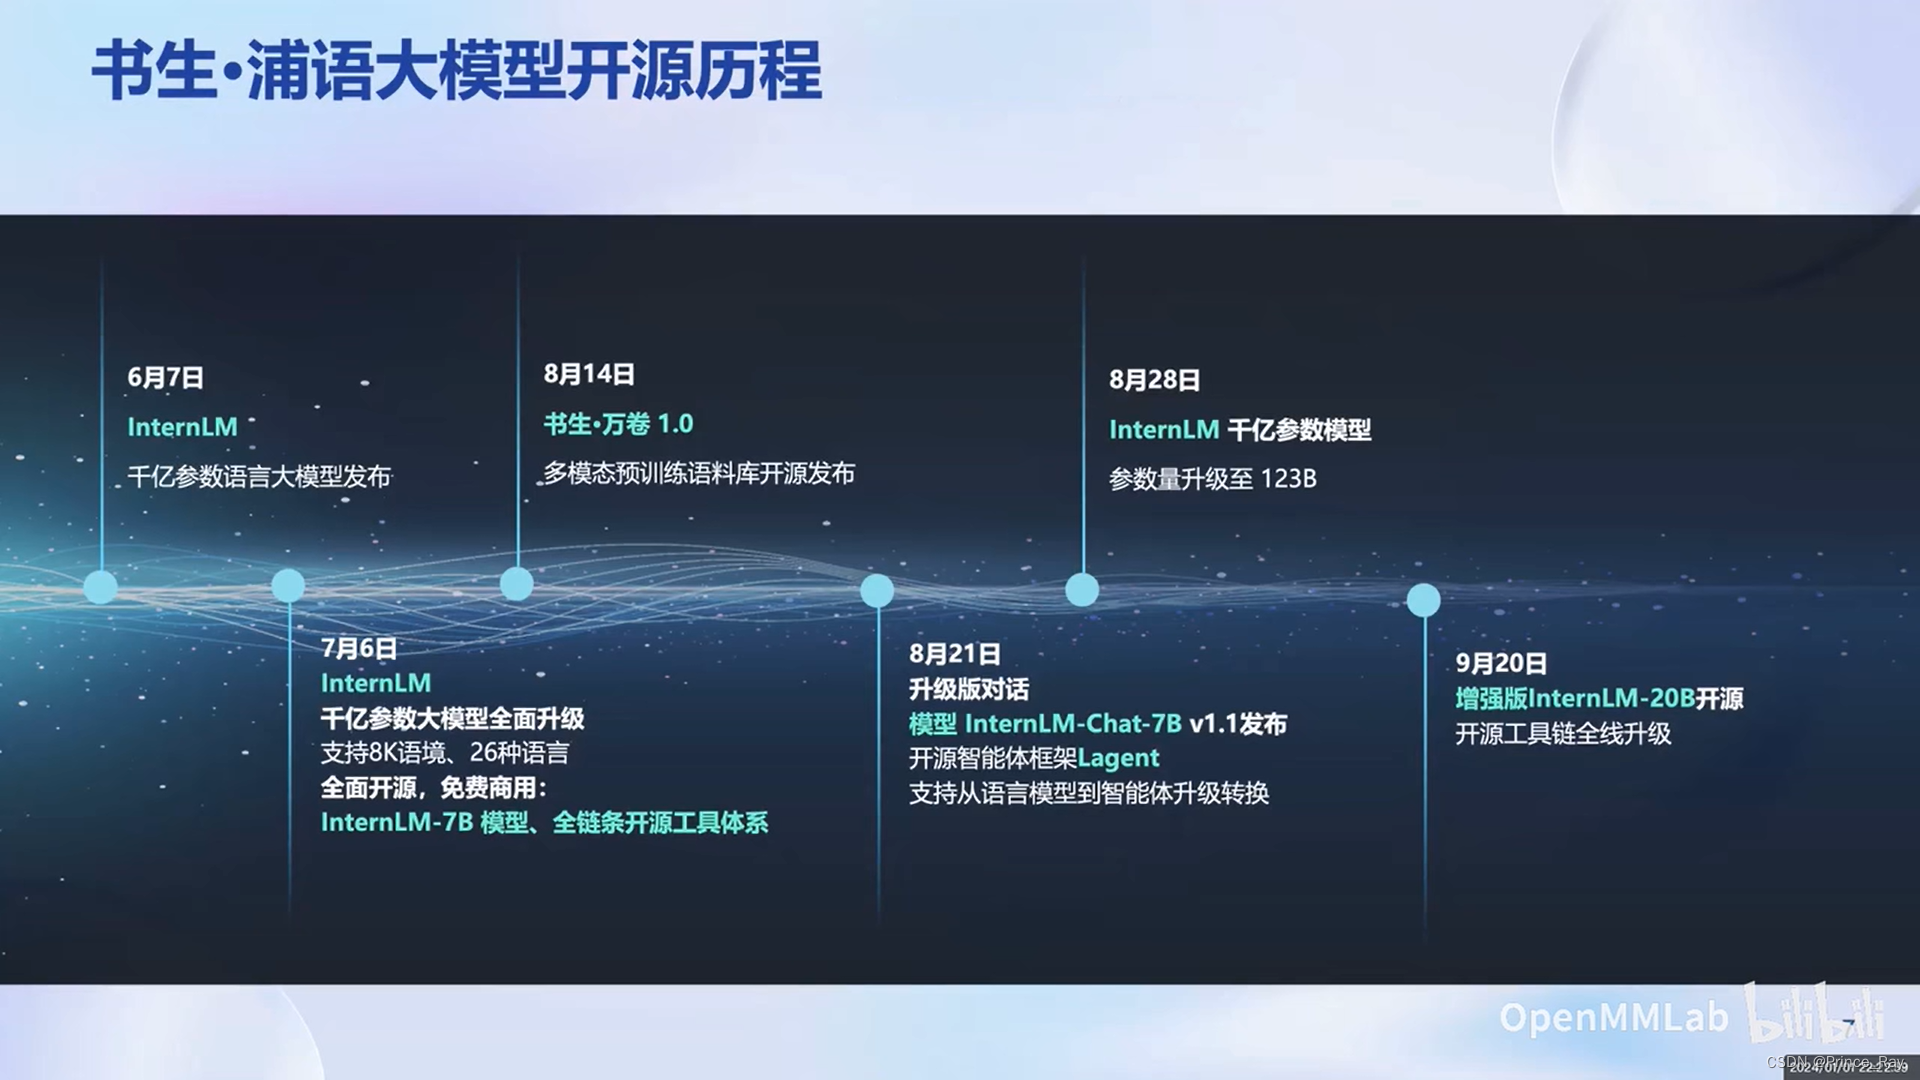 书生·浦语大模型开源历程
6月7日
InternLM
千亿参数语言大模型发布
8月14日
书生·万卷 1.0
多模态预训练语料库开源发布
8月28日
InternLM 千亿参数模型
参数量升级至 123B
7月6日
InternLM
千亿参数大模型全面升级
支持8K语境、26种语言
全面开源，免费商用：
InternLM-7B 模型、全链条开源工具体系
8月21日
升级版对话
模型 InternLM-Chat-7B v1.1发布
开源智能体框架Lagent
支持从语言模型到智能体升级转换
9月20日
增强版InternLM-20B开源
开源工具链全线升级
OpenMMLab bilibili
7
CSDN @Prince_Ray
2024/01/01 22:22:39